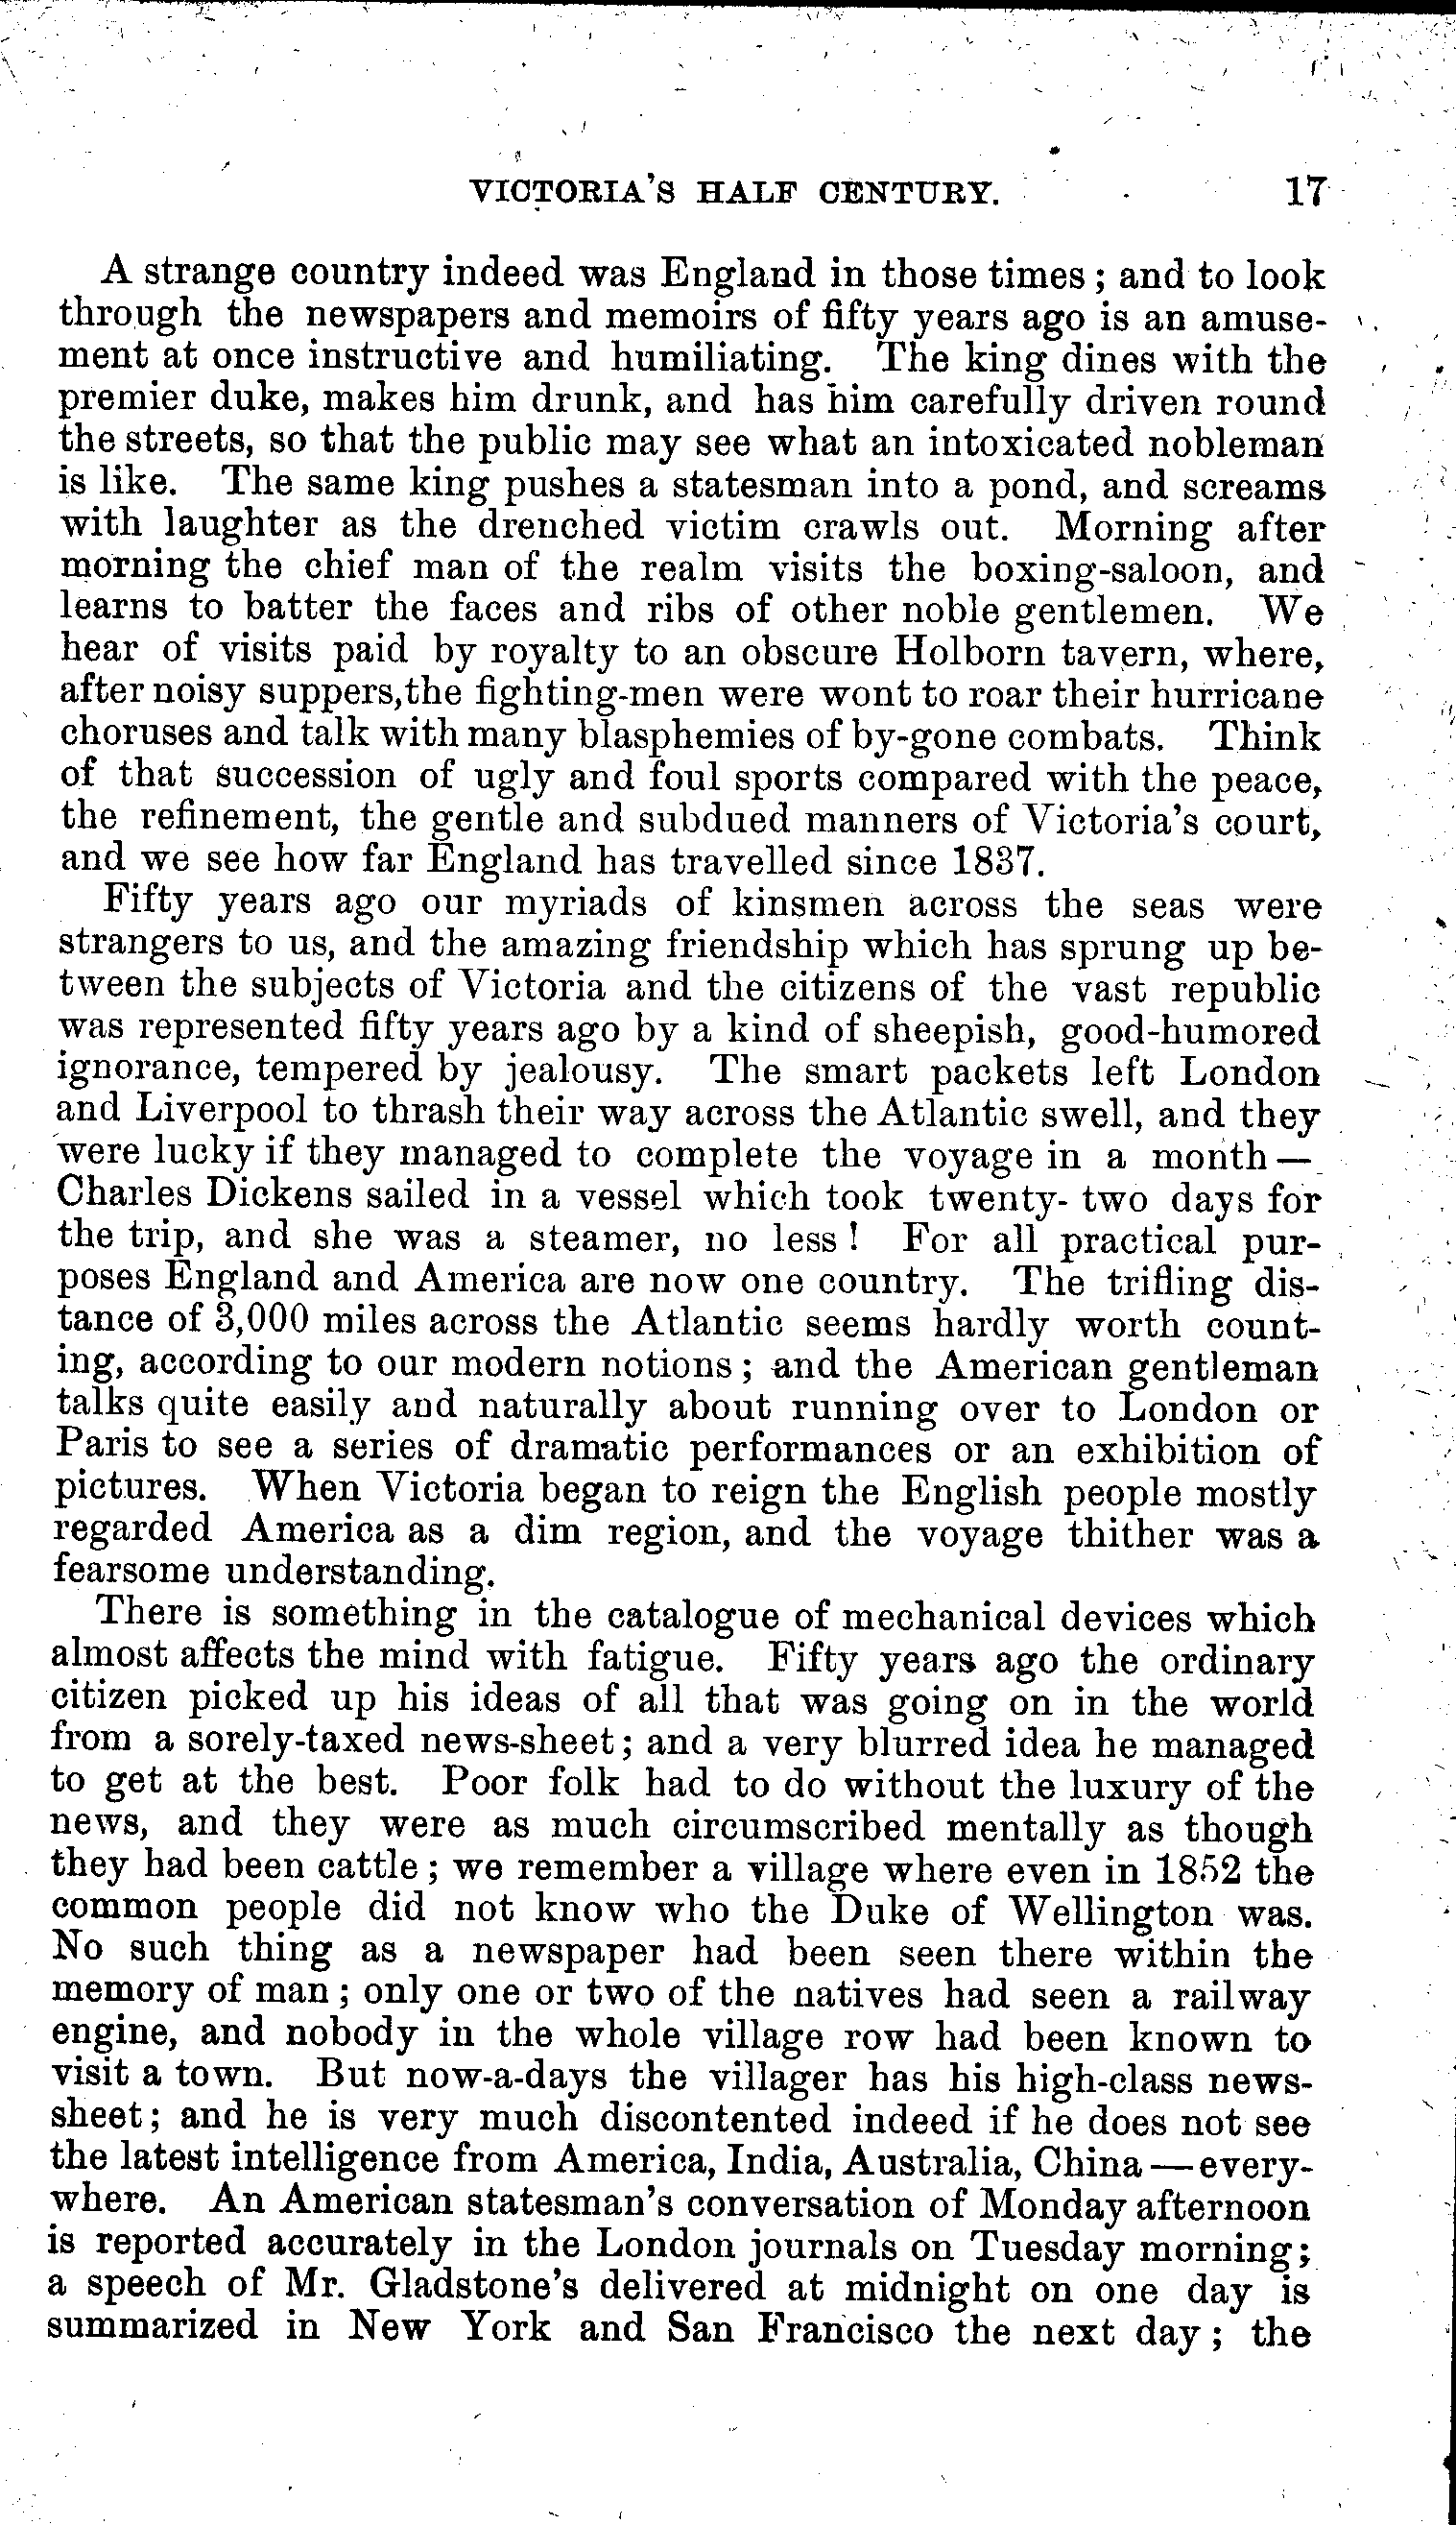 VICTORIA'S HALF CENTURY. 17
A strange country indeed was England in those times; and to look
through the newspapers and memoirs of fifty years ago is an amuse-
ment at once instructive and humiliating. The king dines with the
premier duke, makes him drunk, and has him carefully driven round
the streets, so that the public may see what an intoxicated nobleman
is like. The same king pushes a statesman into a pond, and screams
with laughter as the drenched victim crawls out. Morning after
morning the chief man of the realm visits the boxing-saloon, and
learns to batter the faces and ribs of other noble gentlemen. We
hear of visits paid by royalty to an obscure Holborn tavern, where,
after noisy suppers, the fighting-men were wont to roar their hurricane
choruses and talk with many blasphemies of by-gone combats. Think
of that succession of ugly and foul sports compared with the peace,
the refinement, the gentle and subdued manners of Victoria's court,
and we see how far England has travelled since 1837.
Fifty years ago our myriads of kinsmen across the seas were
strangers to us, and the amazing friendship which has sprung up be-
tween the subjects of Victoria and the citizens of the vast republic
was represented fifty years ago by a kind of sheepish, good-humored
ignorance, tempered by jealousy. The smart packets left London
and Liverpool to thrash their way across the Atlantic swell, and they
were lucky if they managed to complete the voyage in a month—
Charles Dickens sailed in a vessel which took twenty- two days for
the trip, and she was a steamer, no less! For all practical pur-
poses England and America are now one country. The trifling dis-
tance of 3,000 miles across the Atlantic seems hardly worth count-
ing, according to our modern notions; and the American gentleman
talks quite easily and naturally about running over to London or
Paris to see a series of dramatic performances or an exhibition of
pictures. When Victoria began to reign the English people mostly
regarded America as a dim region, and the voyage thither was a
fearsome understanding.
There is something in the catalogue of mechanical devices which
almost affects the mind with fatigue. Fifty years ago the ordinary
citizen picked up his ideas of all that was going on in the world
from a sorely-taxed news-sheet; and a very blurred idea he managed
to get at the best. Poor folk had to do without the luxury of the
news, and they were as much circumscribed mentally as though
they had been cattle; we remember a village where even in 1852 the
common people did not know who the Duke of Wellington was.
No such thing as a newspaper had been seen there within the
memory of man; only one or two of the natives had seen a railway
engine, and nobody in the whole village row had been known to
visit a town. But now-a-days the villager has his high-class news-
sheet; and he is very much discontented indeed if he does not see
the latest intelligence from America, India, Australia, China—every-
where. An American statesman's conversation of Monday afternoon
is reported accurately in the London journals on Tuesday morning;
a speech of Mr. Gladstone's delivered at midnight on one day is
summarized in New York and San Francisco the next day; the